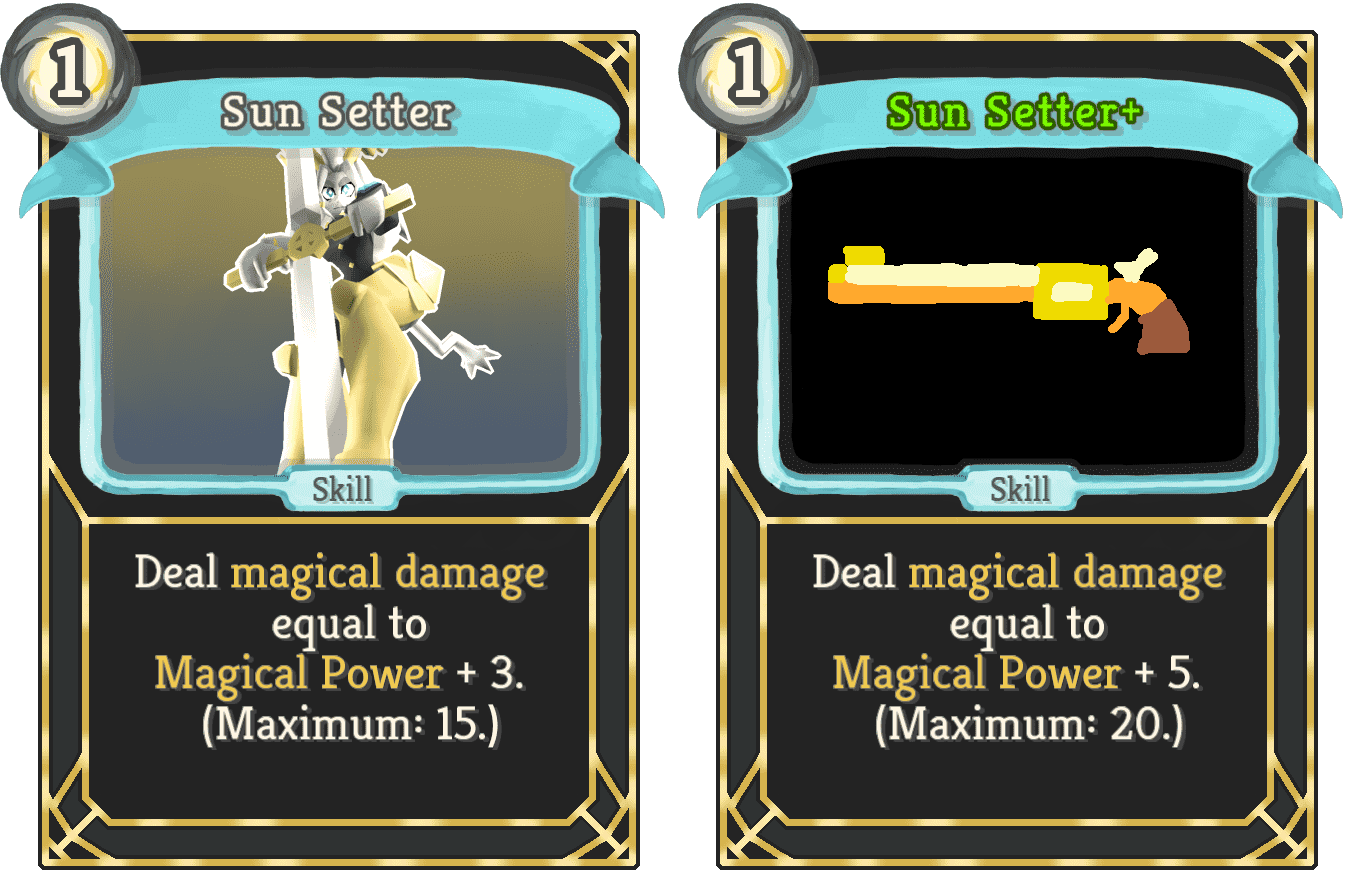 1
Sun Setter
Skill
Deal magical damage
equal to
Magical Power + 3.
(Maximum: 15.)
1
Sun Setter+
Skill
Deal magical damage
equal to
Magical Power + 5.
(Maximum: 20.)